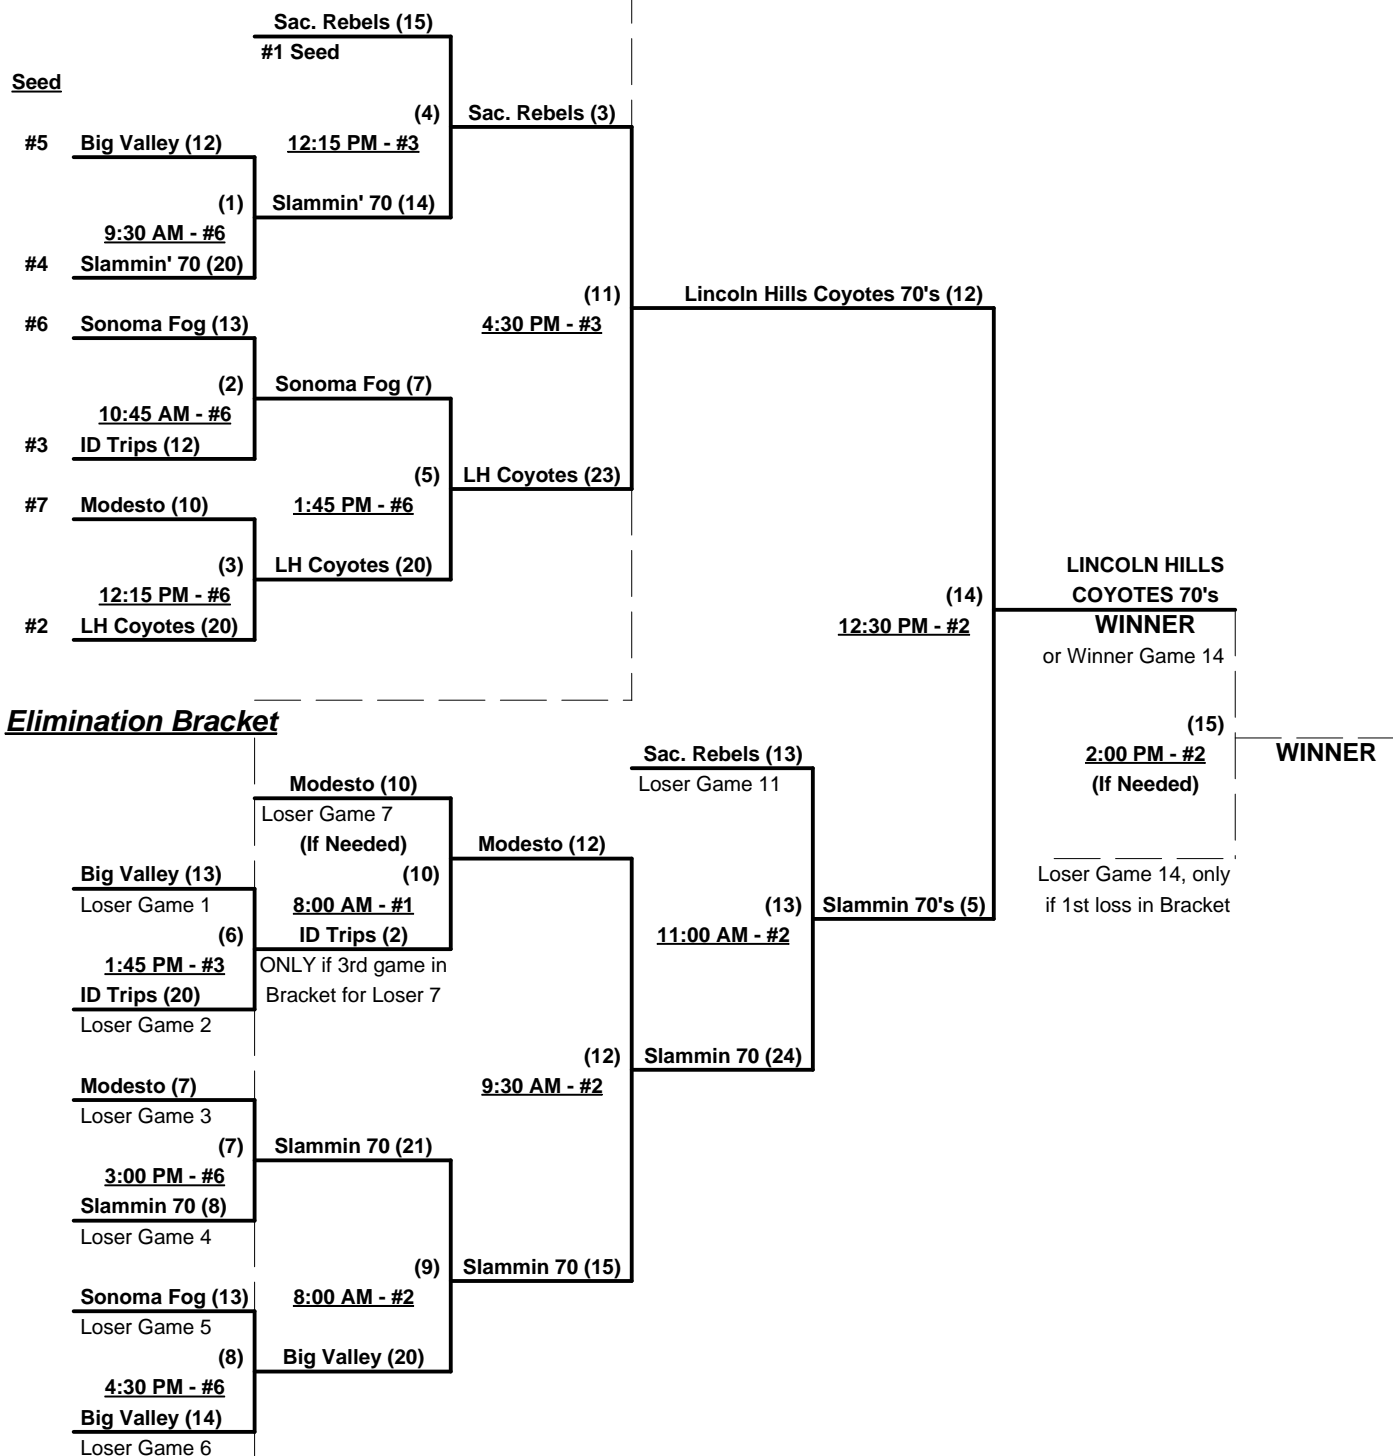 Sac. Rebels (15)
#1 Seed
Seed
(4)
Sac. Rebels (3)
#5
Big Valley (12)
12:15 PM - #3
(1)
Slammin' 70 (14)
9:30 AM - #6
#4
Slammin' 70 (20)
(11)
Lincoln Hills Coyotes 70's (12)
#6
Sonoma Fog (13)
4:30 PM - #3
(2)
Sonoma Fog (7)
10:45 AM - #6
#3
ID Trips (12)
(5)
LH Coyotes (23)
#7
Modesto (10)
1:45 PM - #6
(3)
LH Coyotes (20)
LINCOLN HILLS
12:15 PM - #6
(14)
COYOTES 70's
#2
LH Coyotes (20)
12:30 PM - #2
WINNER
or Winner Game 14
Elimination Bracket
(15)
Sac. Rebels (13)
2:00 PM - #2
WINNER
Modesto (10)
Loser Game 11
(If Needed)
Loser Game 7
(If Needed)
Modesto (12)
Big Valley (13)
(10)
Loser Game 14, only
Loser Game 1
8:00 AM - #1
(13)
Slammin 70's (5)
if 1st loss in Bracket
(6)
ID Trips (2)
11:00 AM - #2
1:45 PM - #3
ONLY if 3rd game in
ID Trips (20)
Bracket for Loser 7
Loser Game 2
(12)
Slammin 70 (24)
Modesto (7)
9:30 AM - #2
Loser Game 3
(7)
Slammin 70 (21)
3:00 PM - #6
Slammin 70 (8)
Loser Game 4
(9)
Slammin 70 (15)
Sonoma Fog (13)
8:00 AM - #2
Loser Game 5
(8)
Big Valley (20)
4:30 PM - #6
Big Valley (14)
Loser Game 6